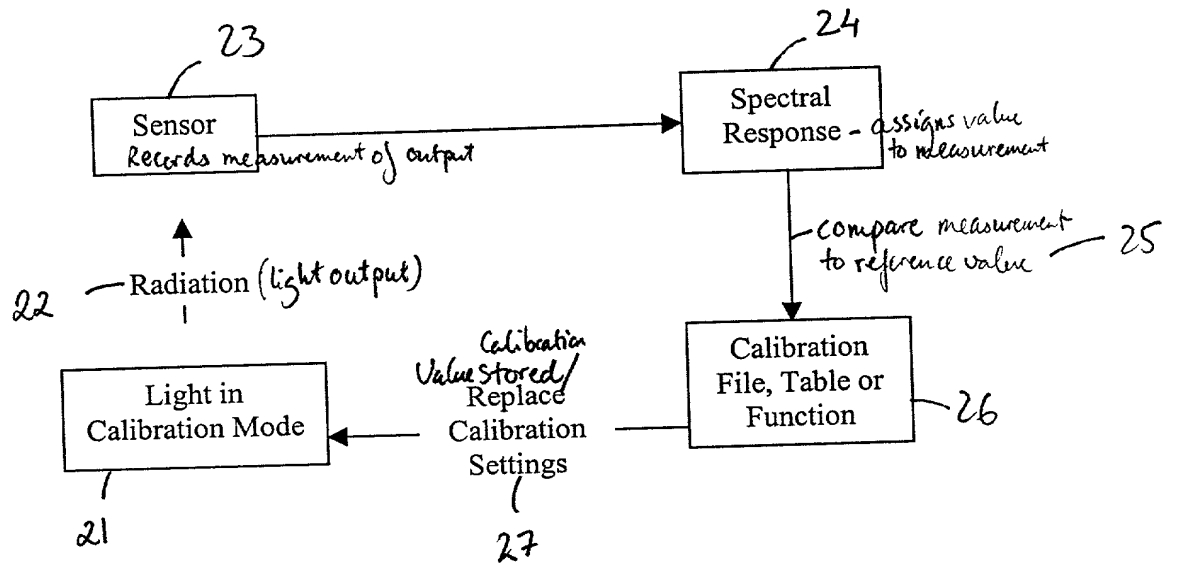 23
24
Sensor
Records measurement of output
Spectral
Response - assigns value
to measurement
compare measurement
to reference value
25
22
Radiation (light output)
Calibration
Value stored/
Replace
Calibration
Settings
27
Light in
Calibration Mode
21
Calibration
File, Table or
Function
26